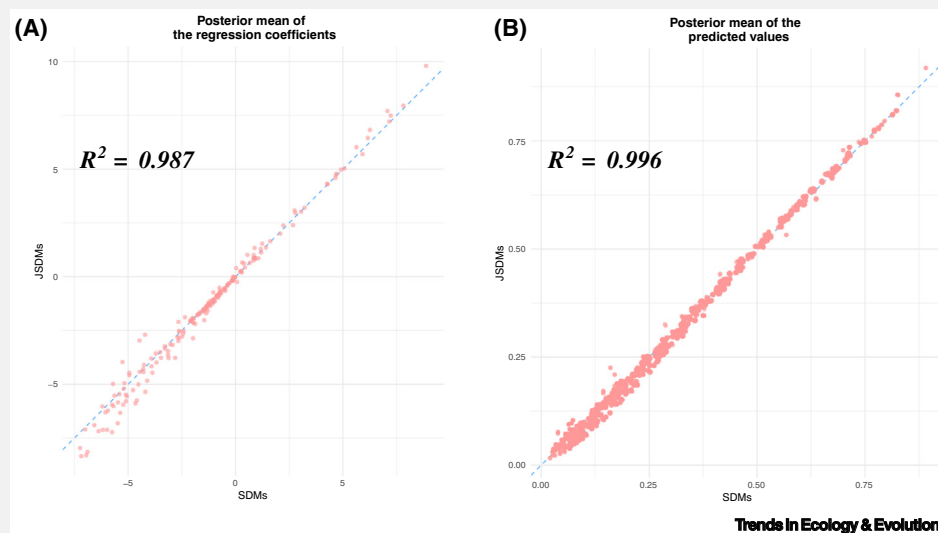 (A)
Posterior mean of
the regression coefficients
10
5
0
−5
R² = 0.987
JSDMs
−5
0
5
SDMs
(B)
Posterior mean of the
predicted values
0.75
0.50
0.25
0.00
R² = 0.996
JSDMs
0.00
0.25
0.50
0.75
SDMs
Trends in Ecology & Evolution